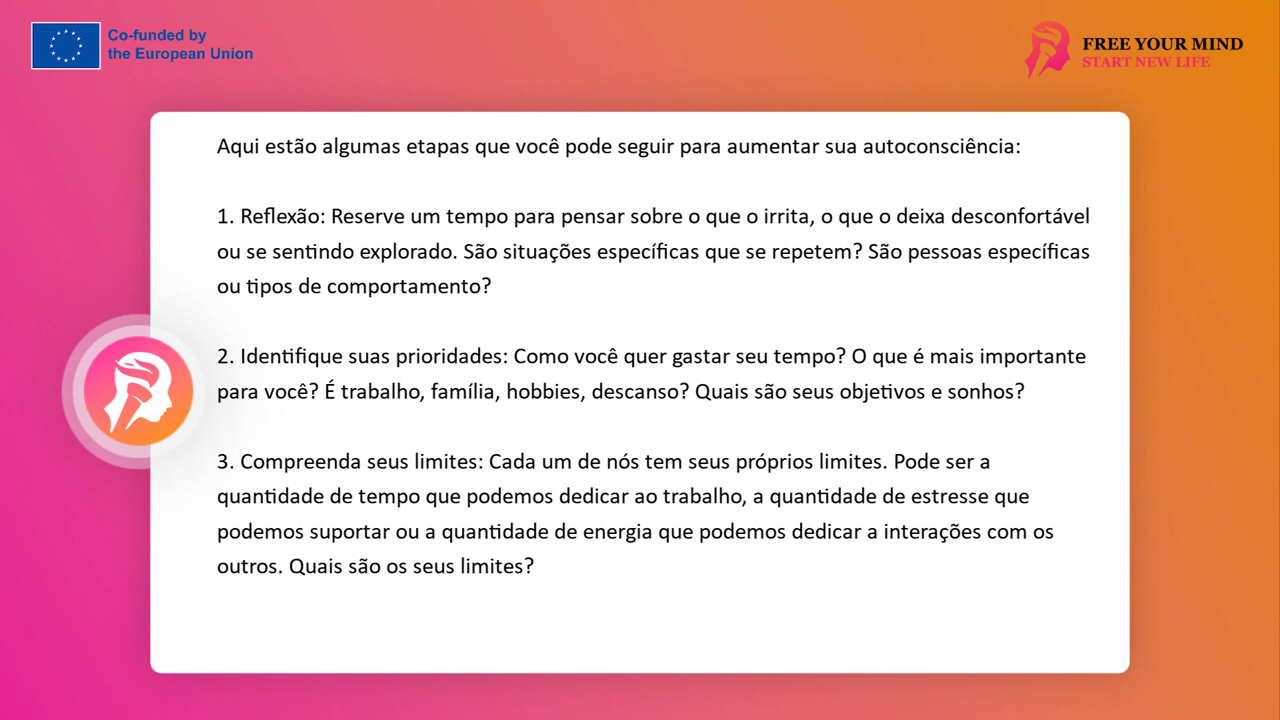 Co-funded by
the European Union
FREE YOUR MIND
START NEW LIFE
Aqui estão algumas etapas que você pode seguir para aumentar sua autoconsciência:
1. Reflexão: Reserve um tempo para pensar sobre o que o irrita, o que o deixa desconfortável
ou se sentindo explorado. São situações específicas que se repetem? São pessoas específicas
ou tipos de comportamento?
2. Identifique suas prioridades: Como você quer gastar seu tempo? O que é mais importante
para você? É trabalho, família, hobbies, descanso? Quais são seus objetivos e sonhos?
3. Compreenda seus limites: Cada um de nós tem seus próprios limites. Pode ser a
quantidade de tempo que podemos dedicar ao trabalho, a quantidade de estresse que
podemos suportar ou a quantidade de energia que podemos dedicar a interações com os
outros. Quais são os seus limites?